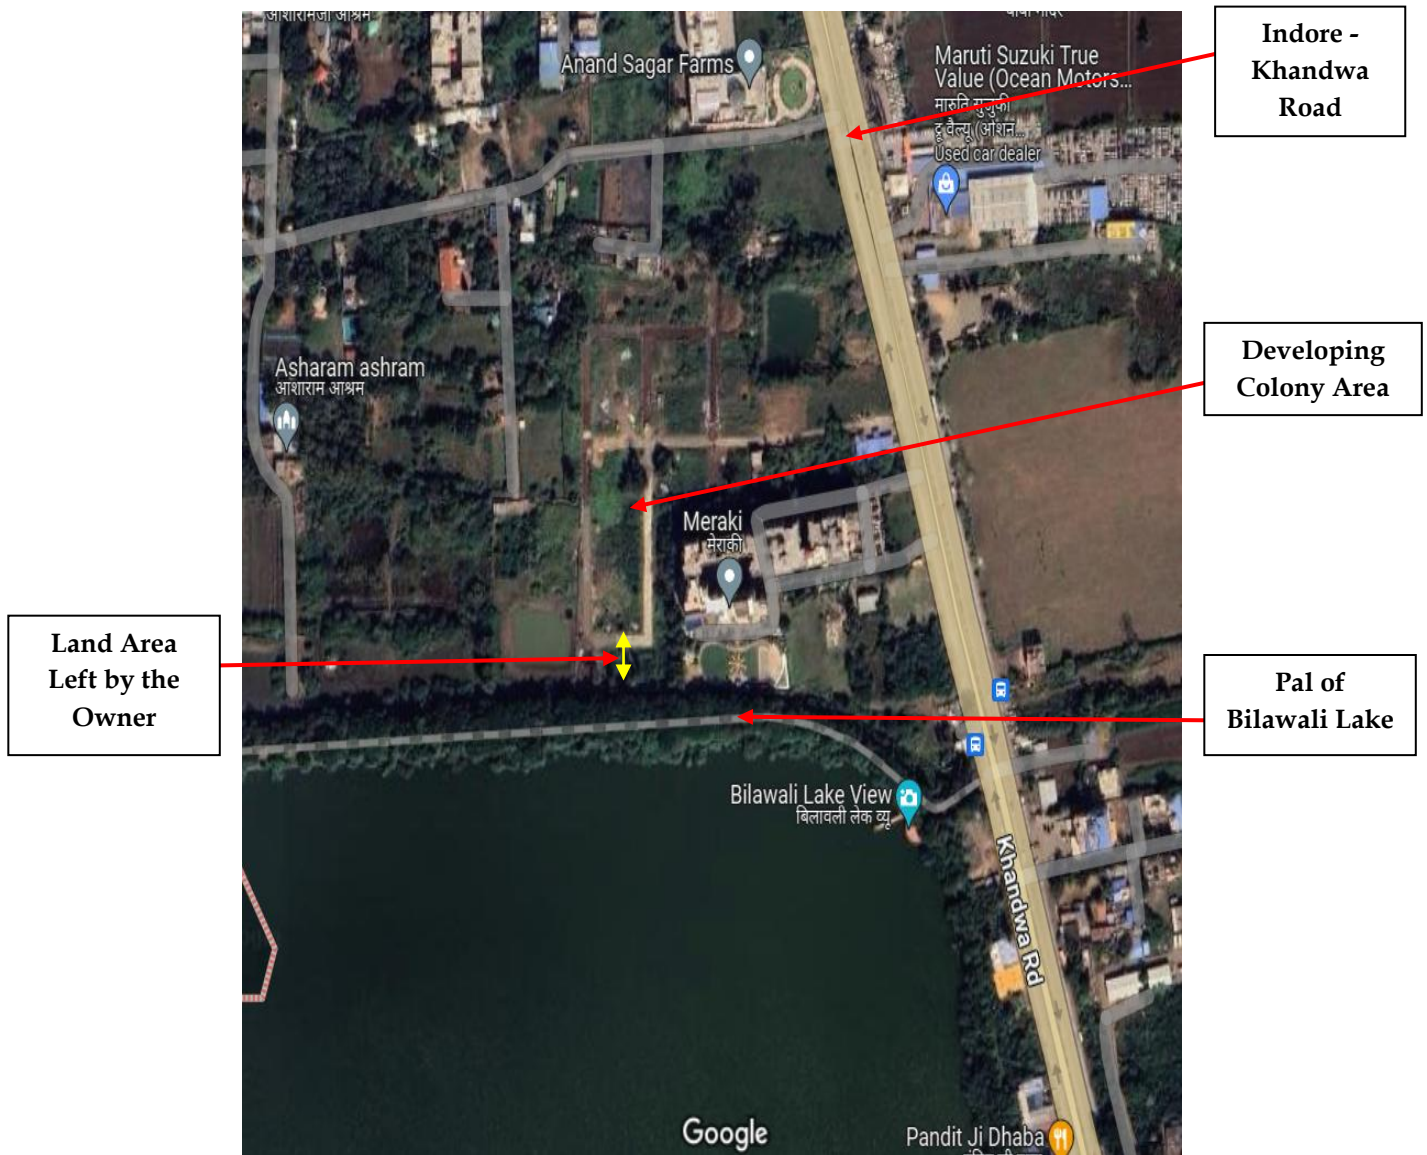 आशारामजी आश्रम
Indore -
Khandwa
Road
Anand Sagar Farms
Maruti Suzuki True
Value (Ocean Motors...
मारुति सुजुकी
ट्रू वैल्यू (ओशन...
Used car dealer
Developing
Colony Area
Asharam ashram
आशाराम आश्रम
Meraki
मेराकी
Land Area
Left by the
Owner
Pal of
Bilawali Lake
Bilawali Lake View
बिलावली लेक व्यू
Khandwa Rd
Google
Pandit Ji Dhaba